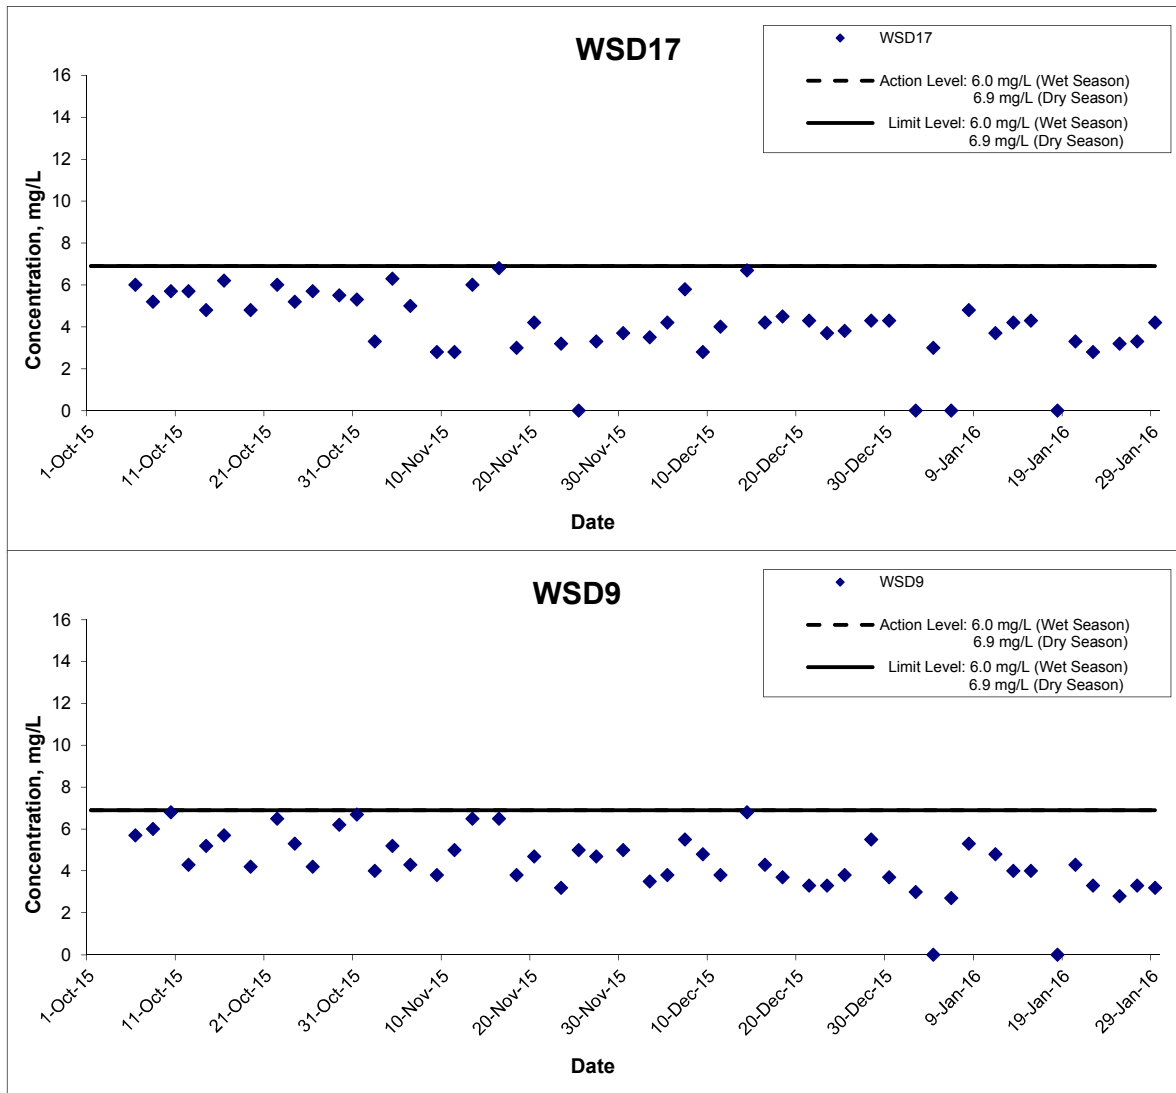 WSD17
WSD17
Action Level: 6.0 mg/L (Wet Season)
6.9 mg/L (Dry Season)
Limit Level: 6.0 mg/L (Wet Season)
6.9 mg/L (Dry Season)
Concentration, mg/L
16
14
12
10
8
6
4
2
0
1-Oct-15
11-Oct-15
21-Oct-15
31-Oct-15
10-Nov-15
20-Nov-15
30-Nov-15
10-Dec-15
20-Dec-15
30-Dec-15
9-Jan-16
19-Jan-16
29-Jan-16
Date
WSD9
WSD9
Action Level: 6.0 mg/L (Wet Season)
6.9 mg/L (Dry Season)
Limit Level: 6.0 mg/L (Wet Season)
6.9 mg/L (Dry Season)
Concentration, mg/L
16
14
12
10
8
6
4
2
0
1-Oct-15
11-Oct-15
21-Oct-15
31-Oct-15
10-Nov-15
20-Nov-15
30-Nov-15
10-Dec-15
20-Dec-15
30-Dec-15
9-Jan-16
19-Jan-16
29-Jan-16
Date